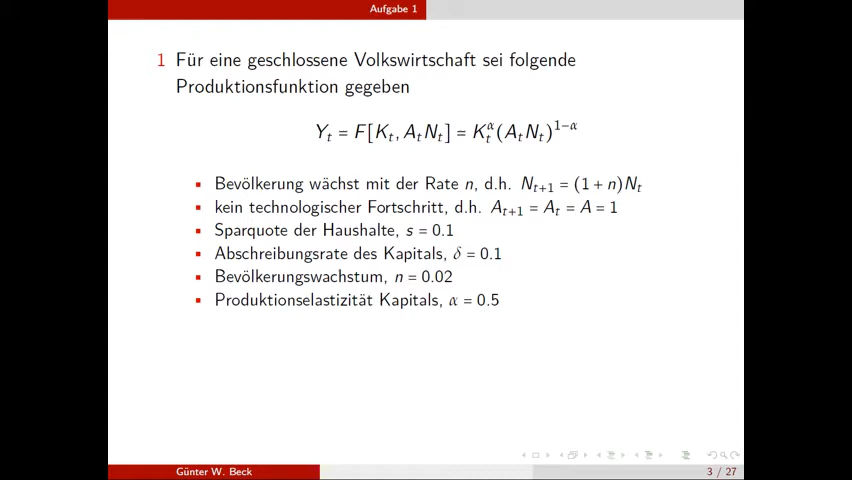 Aufgabe 1
1 Für eine geschlossene Volkswirtschaft sei folgende
Produktionsfunktion gegeben
Yₜ = F[Kₜ, AₜNₜ] = Kₜᵅ(AₜNₜ)¹⁻ᵅ
▪ Bevölkerung wächst mit der Rate n, d.h. Nₜ₊₁ = (1 + n)Nₜ
▪ kein technologischer Fortschritt, d.h. Aₜ₊₁ = Aₜ = A = 1
▪ Sparquote der Haushalte, s = 0.1
▪ Abschreibungsrate des Kapitals, δ = 0.1
▪ Bevölkerungswachstum, n = 0.02
▪ Produktionselastizität Kapitals, α = 0.5
Günter W. Beck 3 / 27